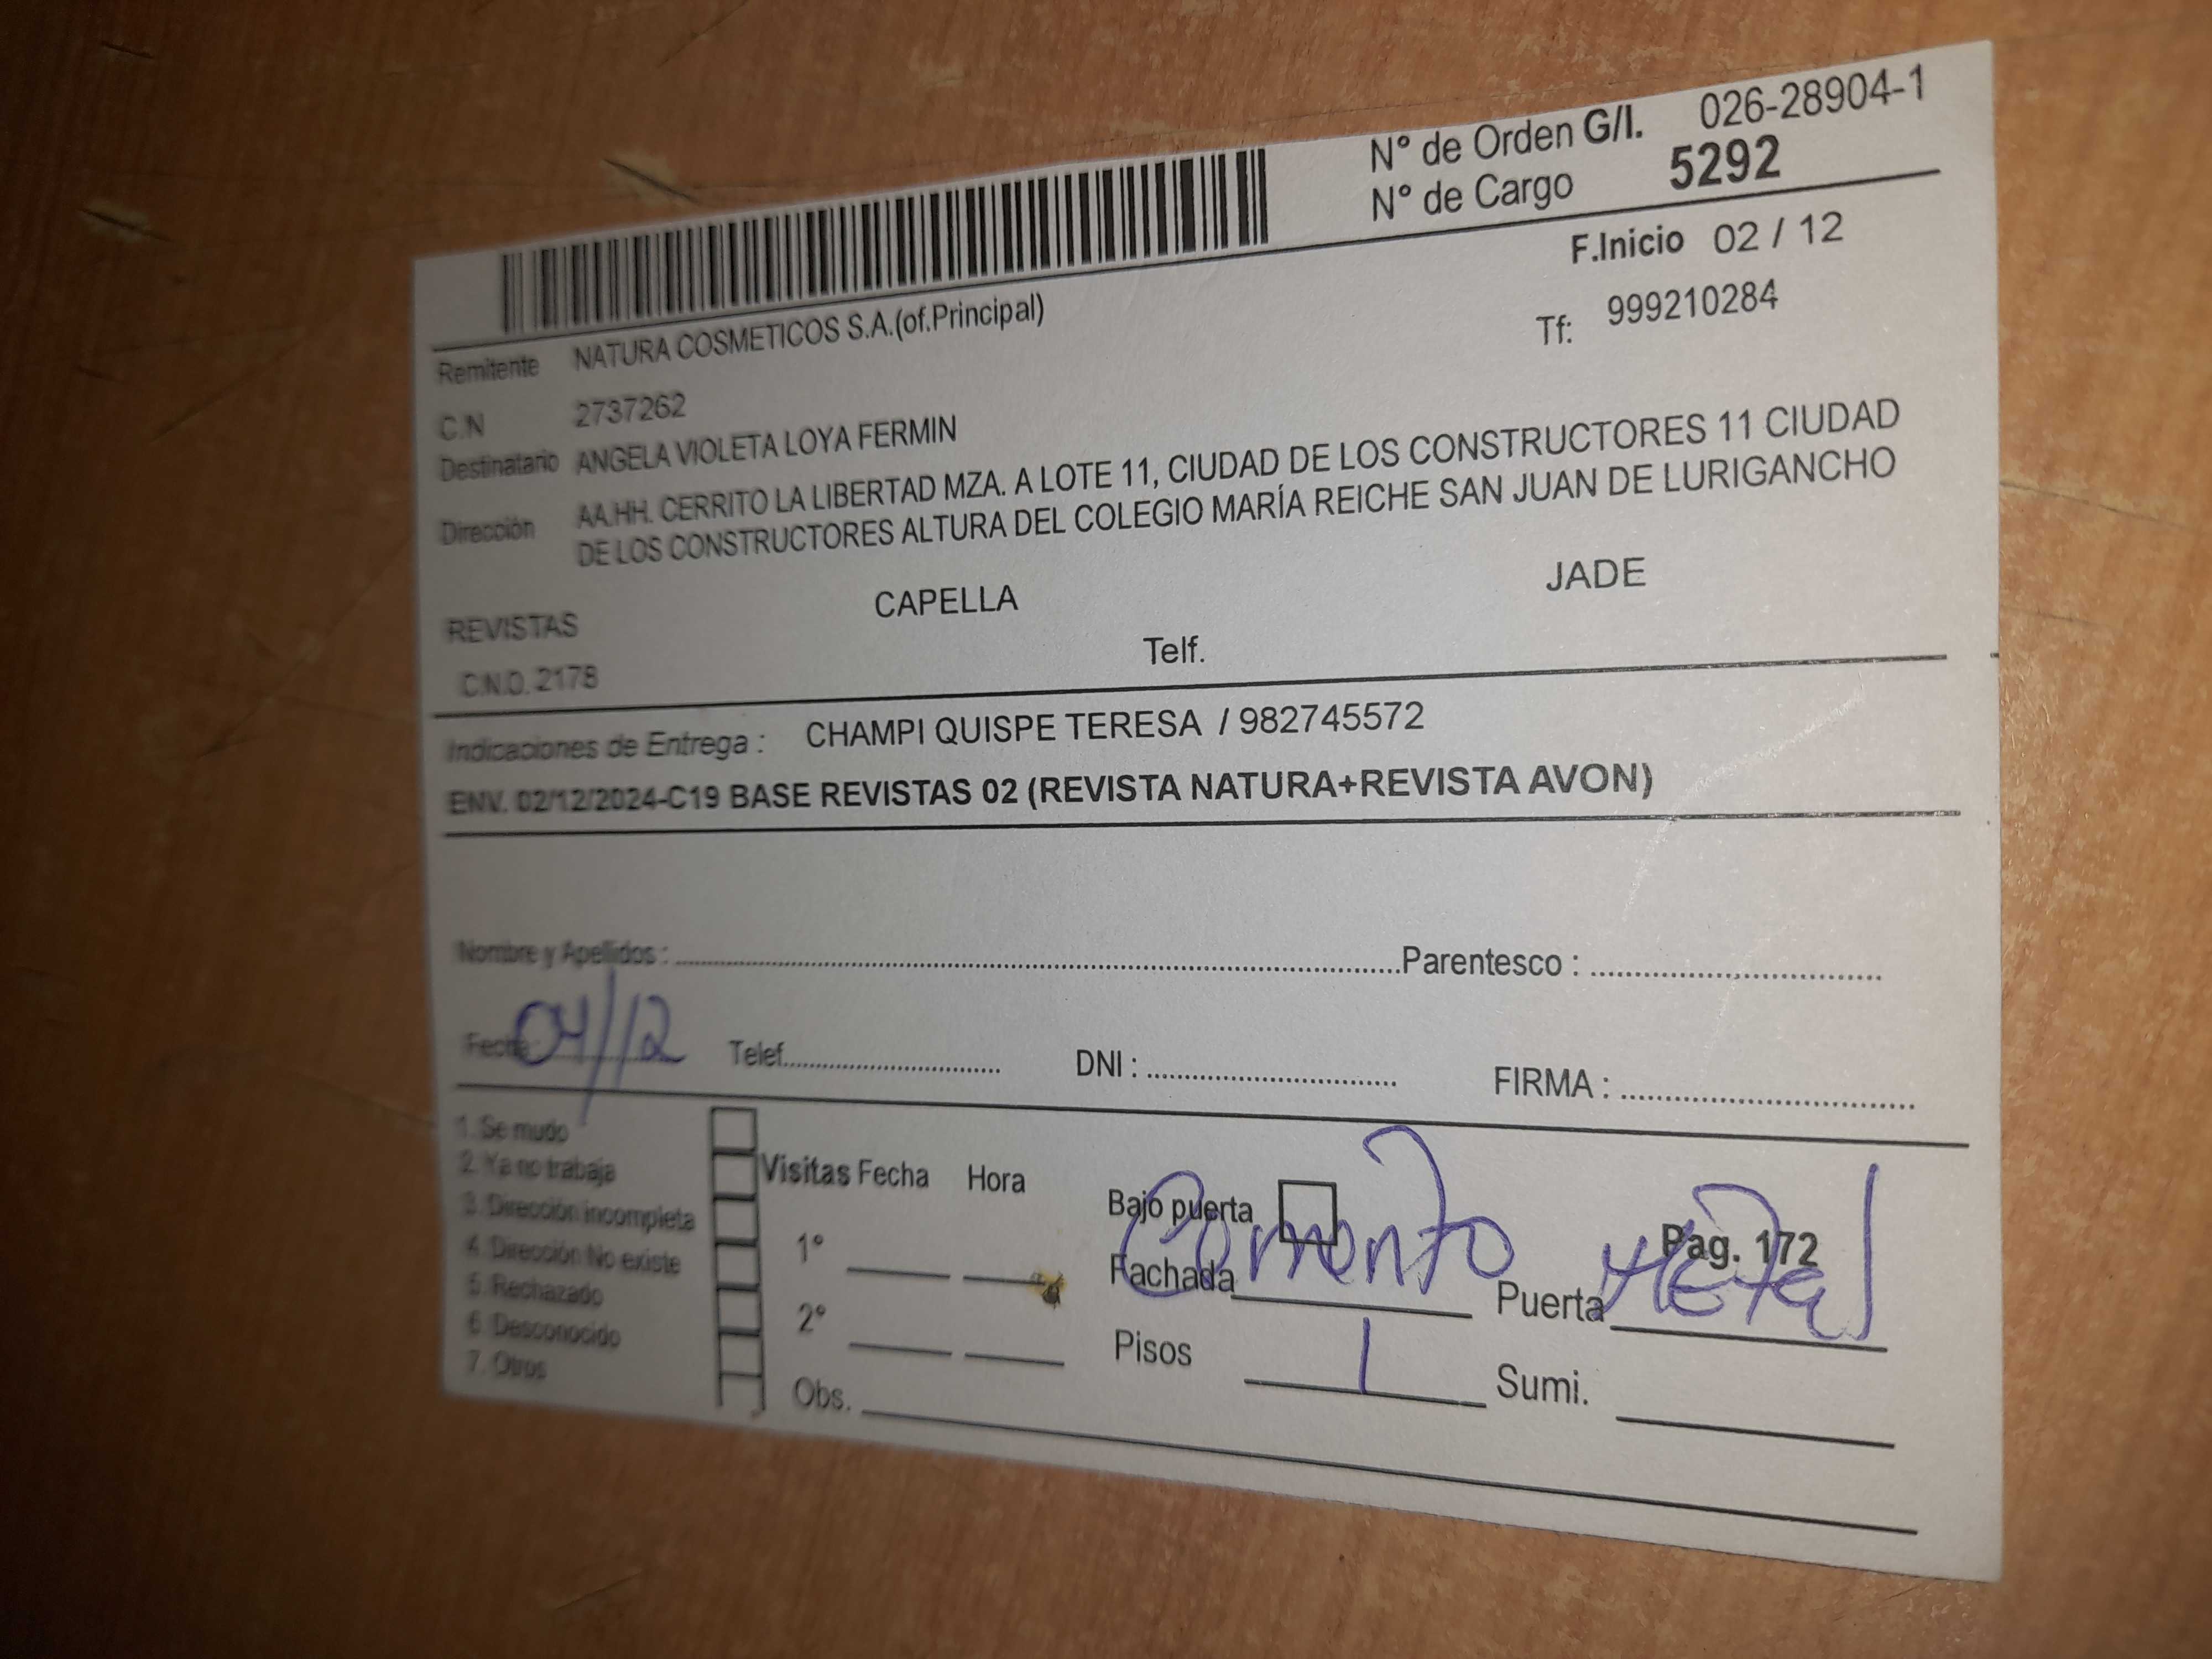 N° de Orden G/I. 026-28904-1
N° de Cargo 5292
F.Inicio 02 / 12
Remitente NATURA COSMETICOS S.A.(of.Principal)
Tf: 999210284
C.N 2737262
Destinatario ANGELA VIOLETA LOYA FERMIN
Dirección AA.HH. CERRITO LA LIBERTAD MZA. A LOTE 11, CIUDAD DE LOS CONSTRUCTORES 11 CIUDAD
DE LOS CONSTRUCTORES ALTURA DEL COLEGIO MARÍA REICHE SAN JUAN DE LURIGANCHO
REVISTAS CAPELLA JADE
C.N.O. 2178 Telf.
Indicaciones de Entrega : CHAMPI QUISPE TERESA / 982745572
ENV. 02/12/2024-C19 BASE REVISTAS 02 (REVISTA NATURA+REVISTA AVON)
Nombre y Apellidos : Parentesco :
Fecha 04/12 Telef. DNI : FIRMA :
1. Se mudo
2. Ya no trabaja
3. Dirección incompleta
4. Dirección No existe
5. Rechazado
6. Desconocido
7. Otros
Visitas Fecha Hora
1°
2°
Obs.
Bajo puerta Pag. 172
Fachada Cemento Puerta Metal
Pisos 1 Sumi.